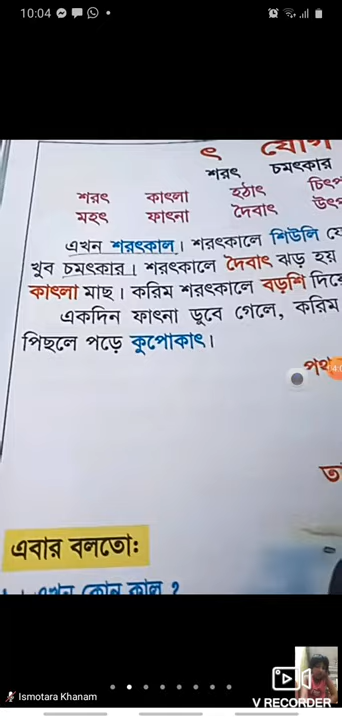 10:04
ৎ যোগ
শরৎ চমৎকার
শরৎ কাৎলা হঠাৎ
মহৎ ফাৎনা দৈবাৎ
এখন শরৎকাল। শরৎকালে শিউলি
খুব চমৎকার। শরৎকালে দৈবাৎ ঝড় হয়
কাৎলা মাছ। করিম শরৎকালে বড়শি
একদিন ফাৎনা ডুবে গেলে, করিম
পিছলে পড়ে কুপোকাৎ।
এবার বলতো:
এখন কোন কাল ?
Ismotara Khanam
V RECORDER